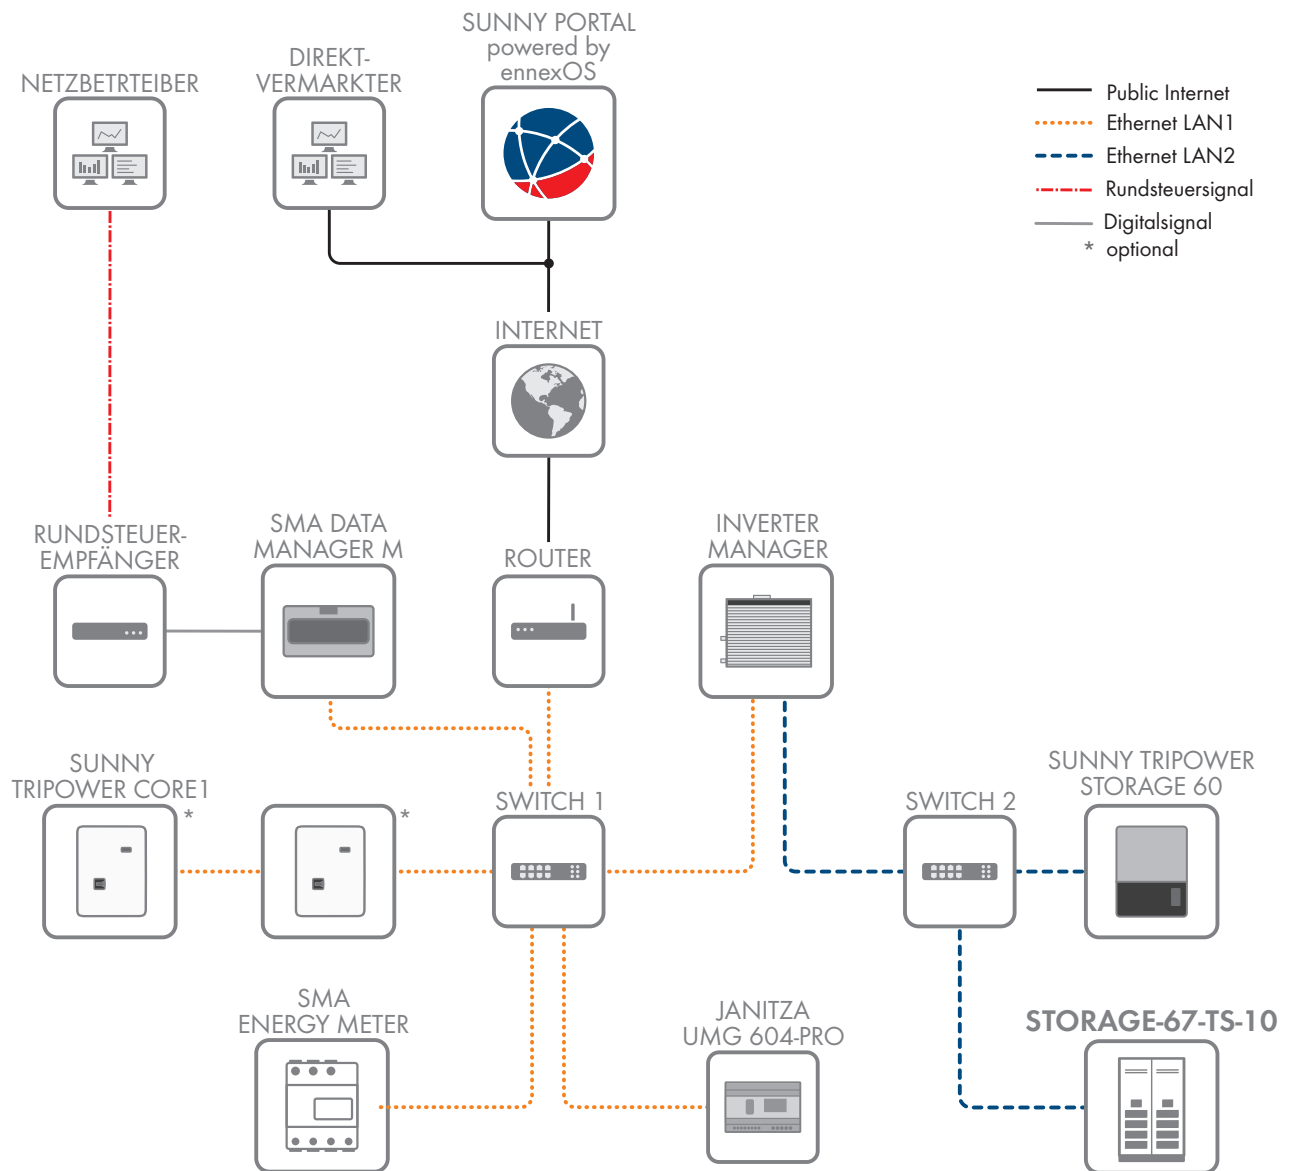 SUNNY PORTAL
powered by
ennexOS
DIREKT-
VERMARKTER
NETZBETRTEIBER
Public Internet
Ethernet LAN1
Ethernet LAN2
Rundsteuersignal
Digitalsignal
* optional
INTERNET
RUNDSTEUER-
EMPFÄNGER
SMA DATA
MANAGER M
ROUTER
INVERTER
MANAGER
SUNNY
TRIPOWER CORE1
*
*
SWITCH 1
SWITCH 2
SUNNY TRIPOWER
STORAGE 60
SMA
ENERGY METER
JANITZA
UMG 604-PRO
STORAGE-67-TS-10